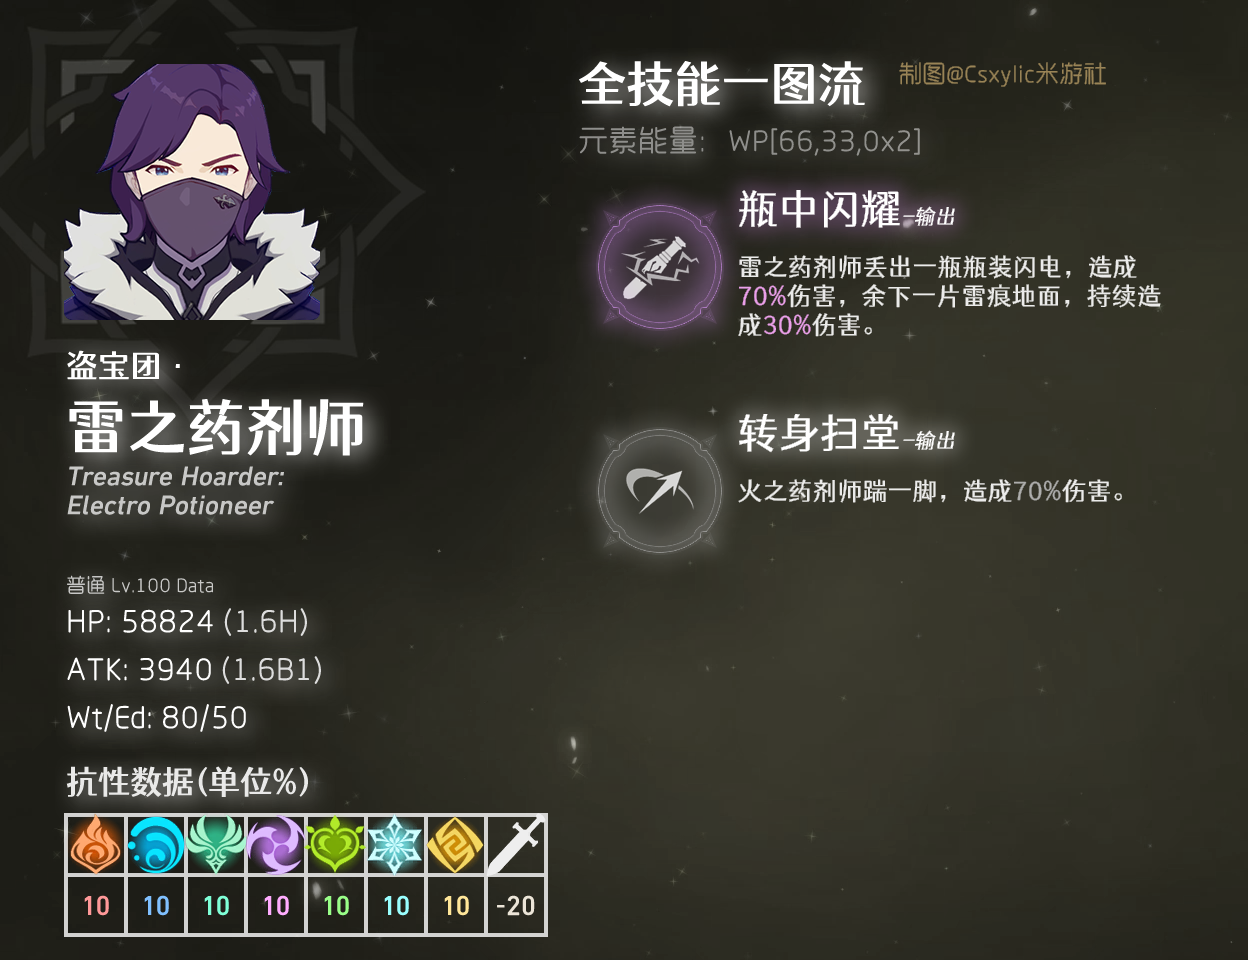 全技能一图流
制图@Csxylic米游社
元素能量: WP[66,33,0x2]
瓶中闪耀-输出
雷之药剂师丢出一瓶瓶装闪电，造成
70%伤害，余下一片雷痕地面，持续造
成30%伤害。
转身扫堂-输出
火之药剂师踹一脚，造成70%伤害。
盗宝团·
雷之药剂师
Treasure Hoarder:
Electro Potioneer
普通 Lv.100 Data
HP: 58824 (1.6H)
ATK: 3940 (1.6B1)
Wt/Ed: 80/50
抗性数据(单位%)
10 10 10 10 10 10 10 -20